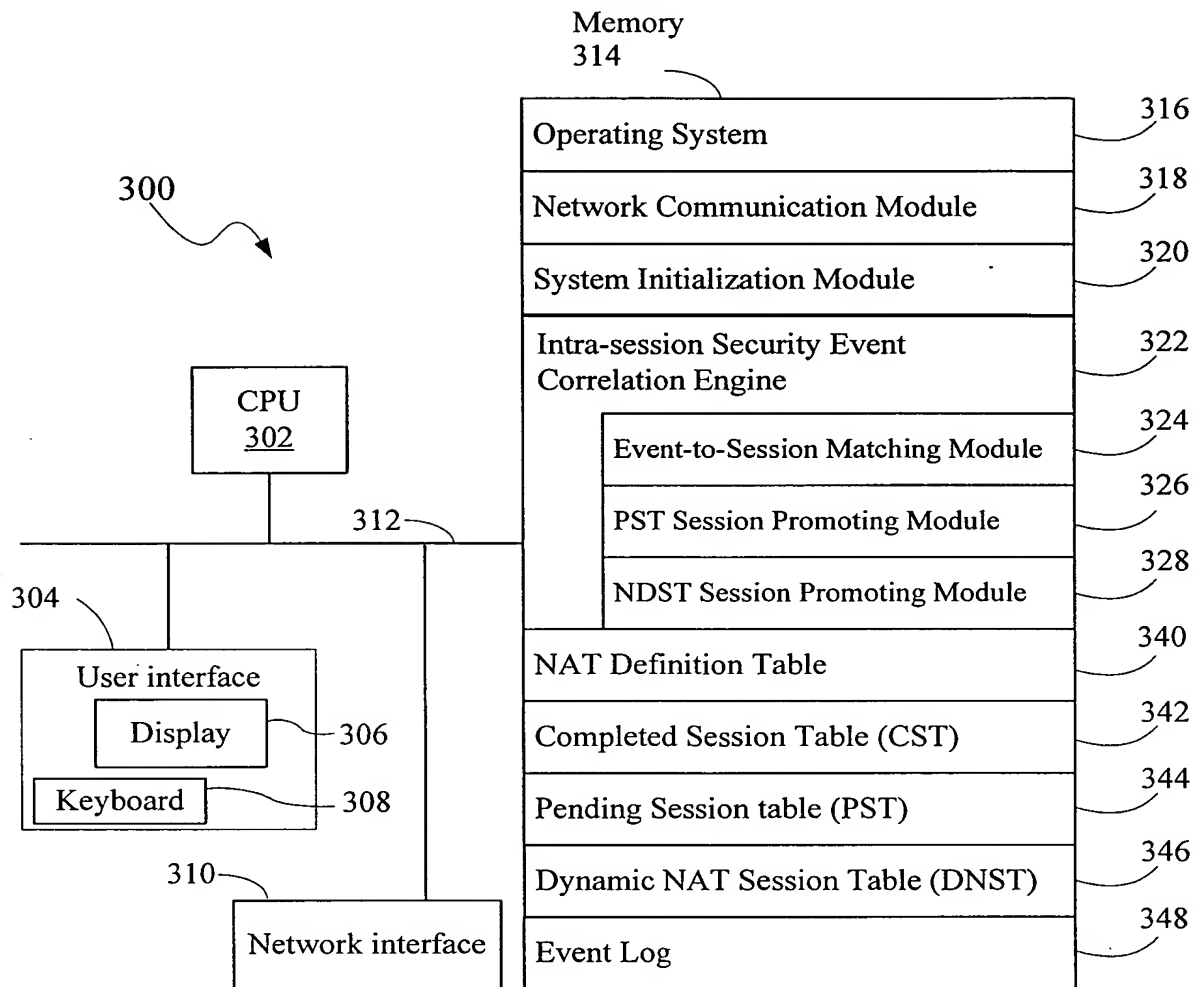 Memory
314
300
Operating System
316
Network Communication Module
318
System Initialization Module
320
Intra-session Security Event
Correlation Engine
322
Event-to-Session Matching Module
324
PST Session Promoting Module
326
NDST Session Promoting Module
328
NAT Definition Table
340
Completed Session Table (CST)
342
Pending Session table (PST)
344
Dynamic NAT Session Table (DNST)
346
Event Log
348
CPU
302
312
304
User interface
Display
306
Keyboard
308
310
Network interface